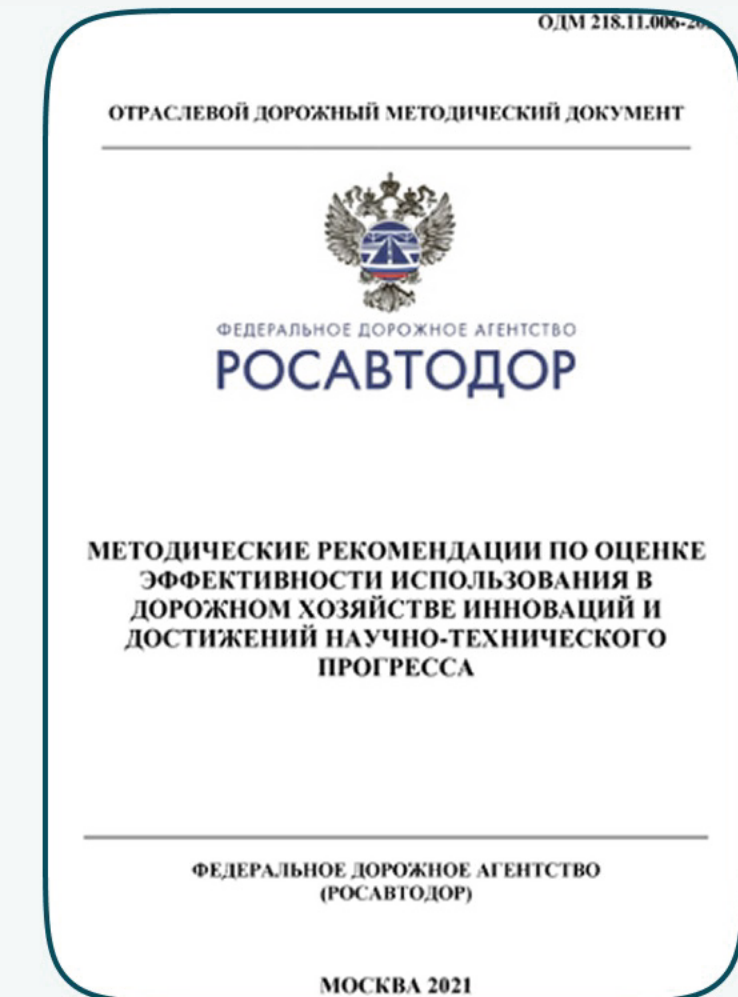 ОДМ 218.11.006-20
ОТРАСЛЕВОЙ ДОРОЖНЫЙ МЕТОДИЧЕСКИЙ ДОКУМЕНТ
ФЕДЕРАЛЬНОЕ ДОРОЖНОЕ АГЕНТСТВО
РОСАВТОДОР
МЕТОДИЧЕСКИЕ РЕКОМЕНДАЦИИ ПО ОЦЕНКЕ
ЭФФЕКТИВНОСТИ ИСПОЛЬЗОВАНИЯ В
ДОРОЖНОМ ХОЗЯЙСТВЕ ИННОВАЦИЙ И
ДОСТИЖЕНИЙ НАУЧНО-ТЕХНИЧЕСКОГО
ПРОГРЕССА
ФЕДЕРАЛЬНОЕ ДОРОЖНОЕ АГЕНТСТВО
(РОСАВТОДОР)
МОСКВА 2021